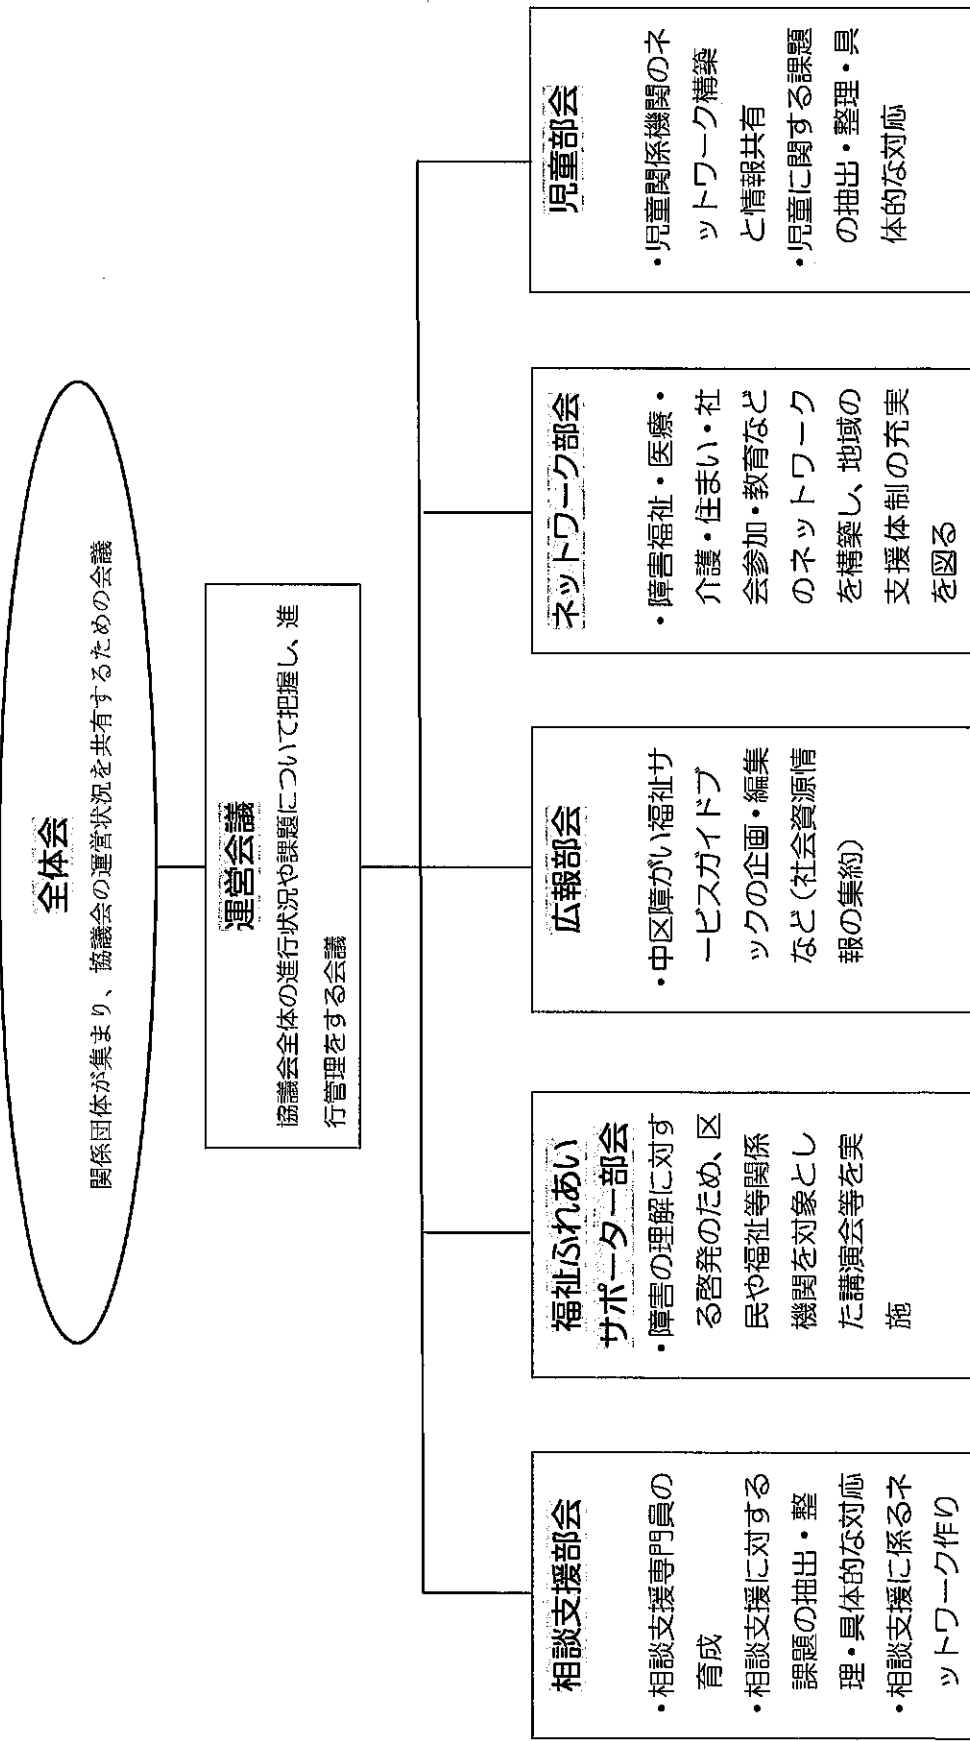 全体会
関係団体が集まり、協議会の運営状況を共有するための会議
運営会議
協議会全体の進行状況や課題について把握し、進
行管理をする会議
相談支援部会
・相談支援専門員の
育成
・相談支援に対する
課題の抽出・整
理・具体的な対応
・相談支援に係るネ
ットワーク作り
福祉ふれあい
サポーター部会
・障害の理解に対す
る啓発のため、区
民や福祉等関係
機関を対象とし
た講演会等を実
施
広報部会
・中区障がい福祉サ
ービスガイドブ
ックの企画・編集
など（社会資源情
報の集約）
ネットワーク部会
・障害福祉・医療・
介護・住まい・社
会参加・教育など
のネットワーク
を構築し、地域の
支援体制の充実
を図る
児童部会
・児童関係機関のネ
ットワーク構築
と情報共有
・児童に関する課題
の抽出・整理・具
体的な対応